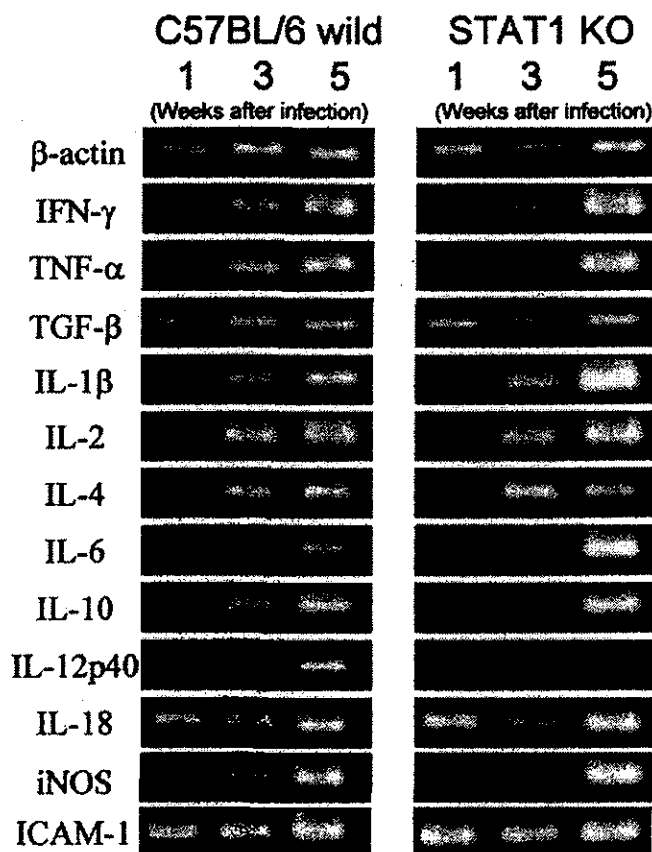 C57BL/6 wild STAT1 KO
1 3 5 1 3 5
(Weeks after infection) (Weeks after infection)
β-actin
IFN-γ
TNF-α
TGF-β
IL-1β
IL-2
IL-4
IL-6
IL-10
IL-12p40
IL-18
iNOS
ICAM-1